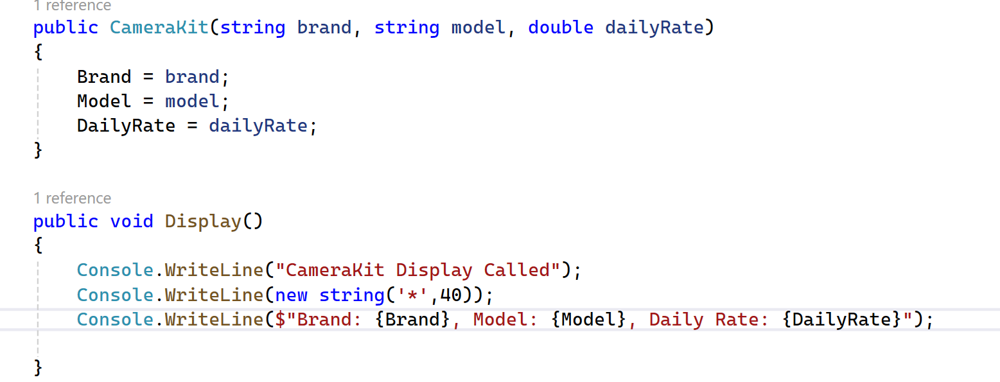 1 reference
public CameraKit(string brand, string model, double dailyRate)
{
    Brand = brand;
    Model = model;
    DailyRate = dailyRate;
}
1 reference
public void Display()
{
    Console.WriteLine("CameraKit Display Called");
    Console.WriteLine(new string('*',40));
    Console.WriteLine($"Brand: {Brand}, Model: {Model}, Daily Rate: {DailyRate}");
}